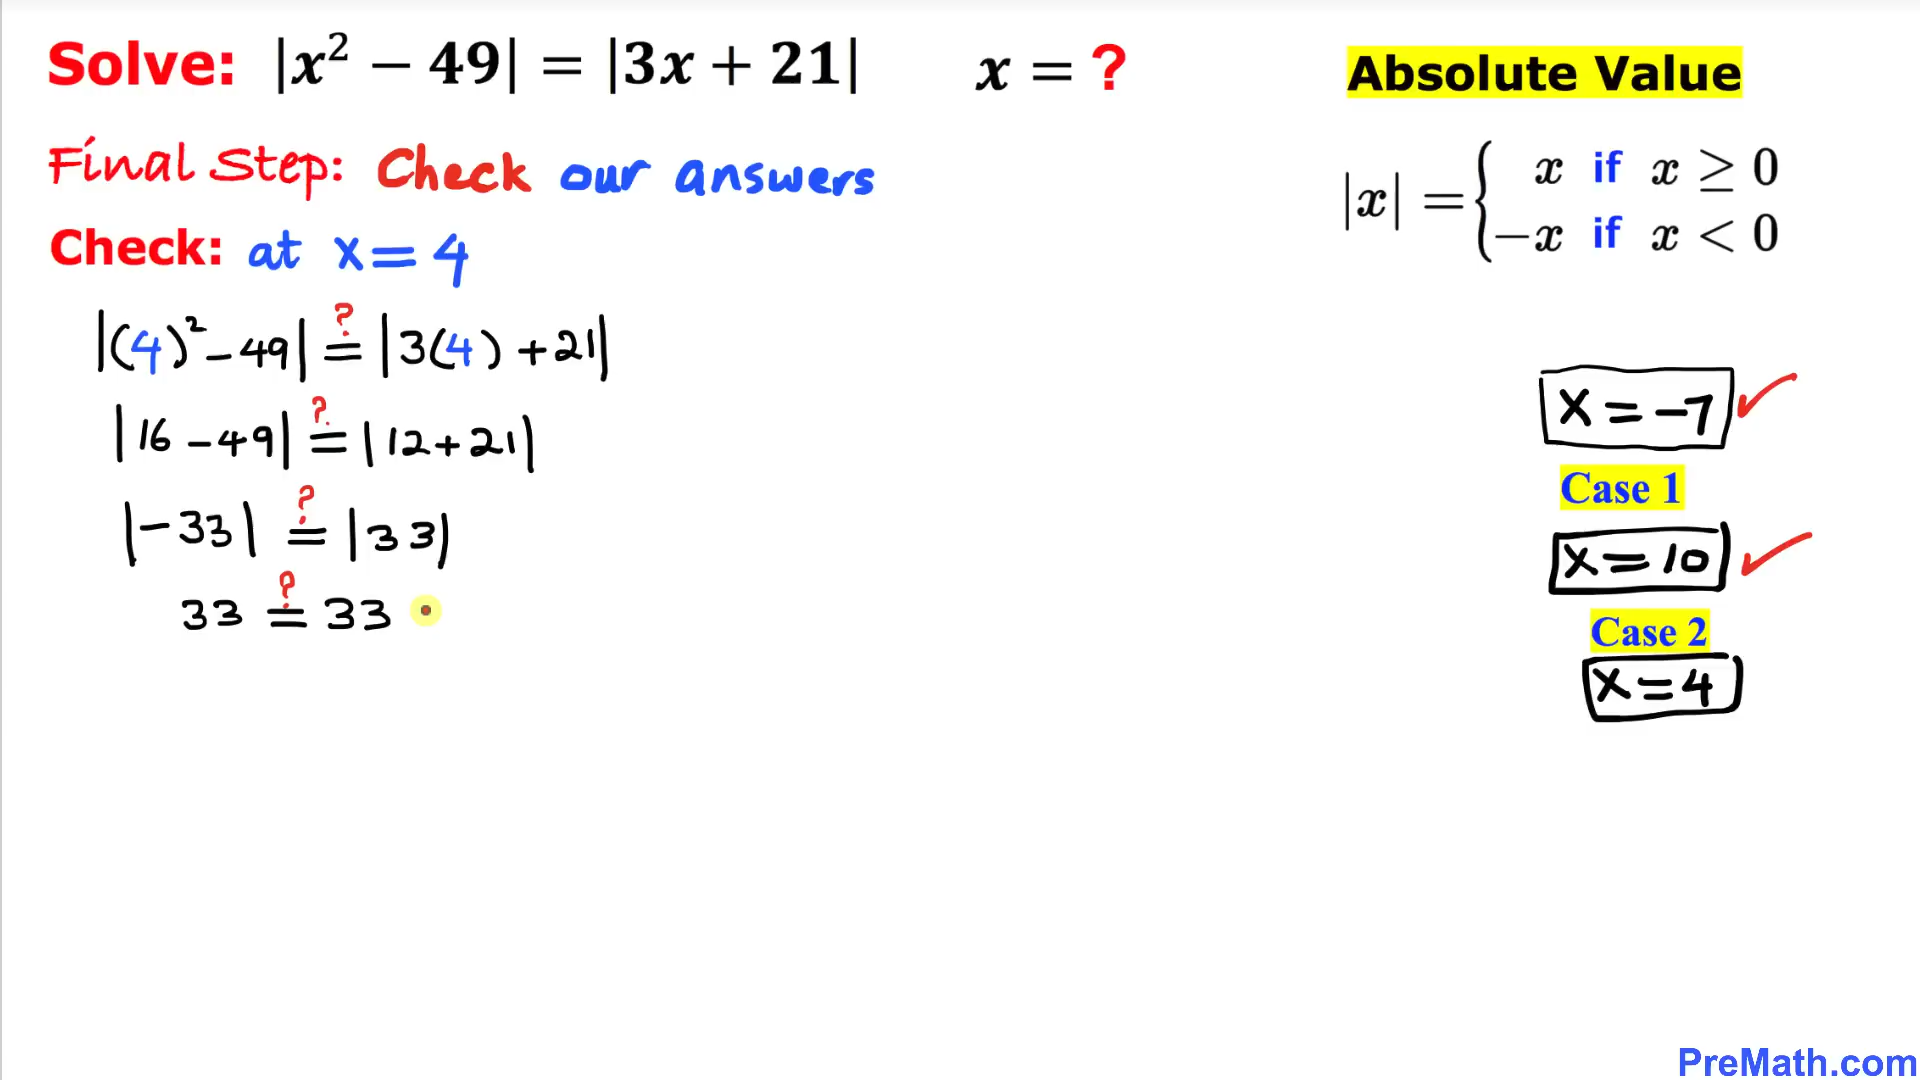 Solve: |x² − 49| = |3x + 21| x = ?
Absolute Value
Final Step: Check our answers
|x| = { x if x ≥ 0
−x if x < 0
Check: at x = 4
|(4)² − 49| ≟ |3(4) + 21|
|16 − 49| ≟ |12 + 21|
|−33| ≟ |33|
33 ≟ 33
x = −7 ✓
Case 1
x = 10 ✓
Case 2
x = 4
PreMath.com